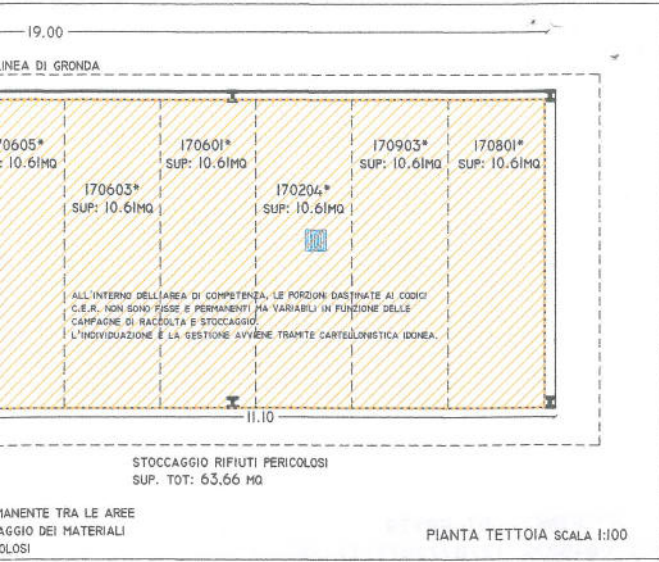 19.00
LINEA DI GRONDA
70605*
: 10.61MQ
170603*
SUP: 10.61MQ
170601*
SUP: 10.61MQ
170204*
SUP: 10.61MQ
170903*
SUP: 10.61MQ
170801*
SUP: 10.61MQ
ALL'INTERNO DELL'AREA DI COMPETENZA, LE PORZIONI DASTINATE AI CODICI
C.E.R. NON SONO FISSE E PERMANENTI MA VARIABILI IN FUNZIONE DELLE
CAMPAGNE DI RACCOLTA E STOCCAGGIO.
L'INDIVIDUAZIONE E LA GESTIONE AVVIENE TRAMITE CARTELLONISTICA IDONEA.
11.10
STOCCAGGIO RIFIUTI PERICOLOSI
SUP. TOT: 63.66 MQ
MANENTE TRA LE AREE
AGGIO DEI MATERIALI
OLOSI
PIANTA TETTOIA SCALA 1:100